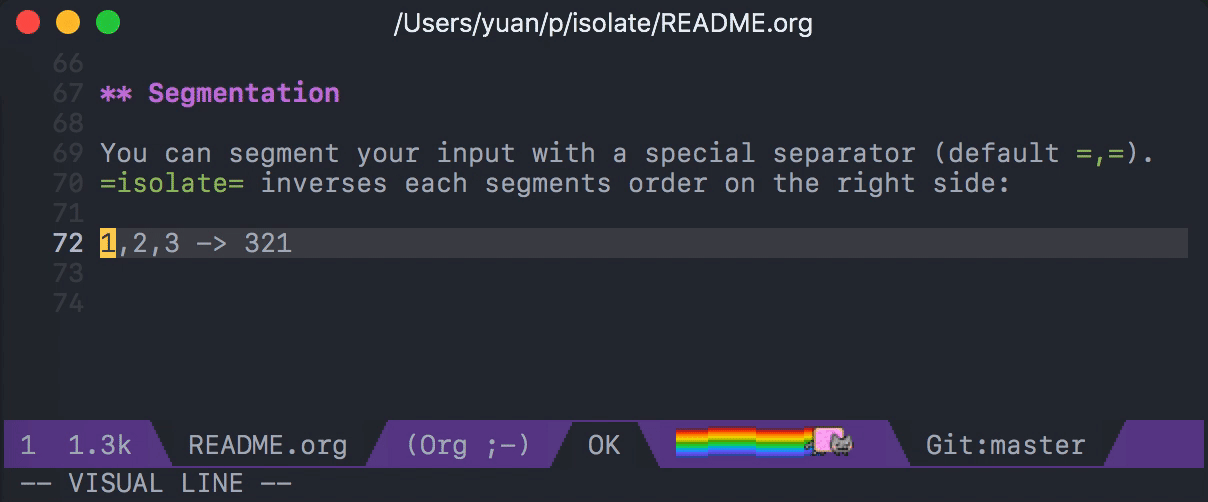 /Users/yuan/p/isolate/README.org
66
67 ** Segmentation
68
69 You can segment your input with a special separator (default =,=).
70 =isolate= inverses each segments order on the right side:
71
72 1,2,3 -> 321
73
74
1 1.3k README.org (Org ;-) OK Git:master
-- VISUAL LINE --